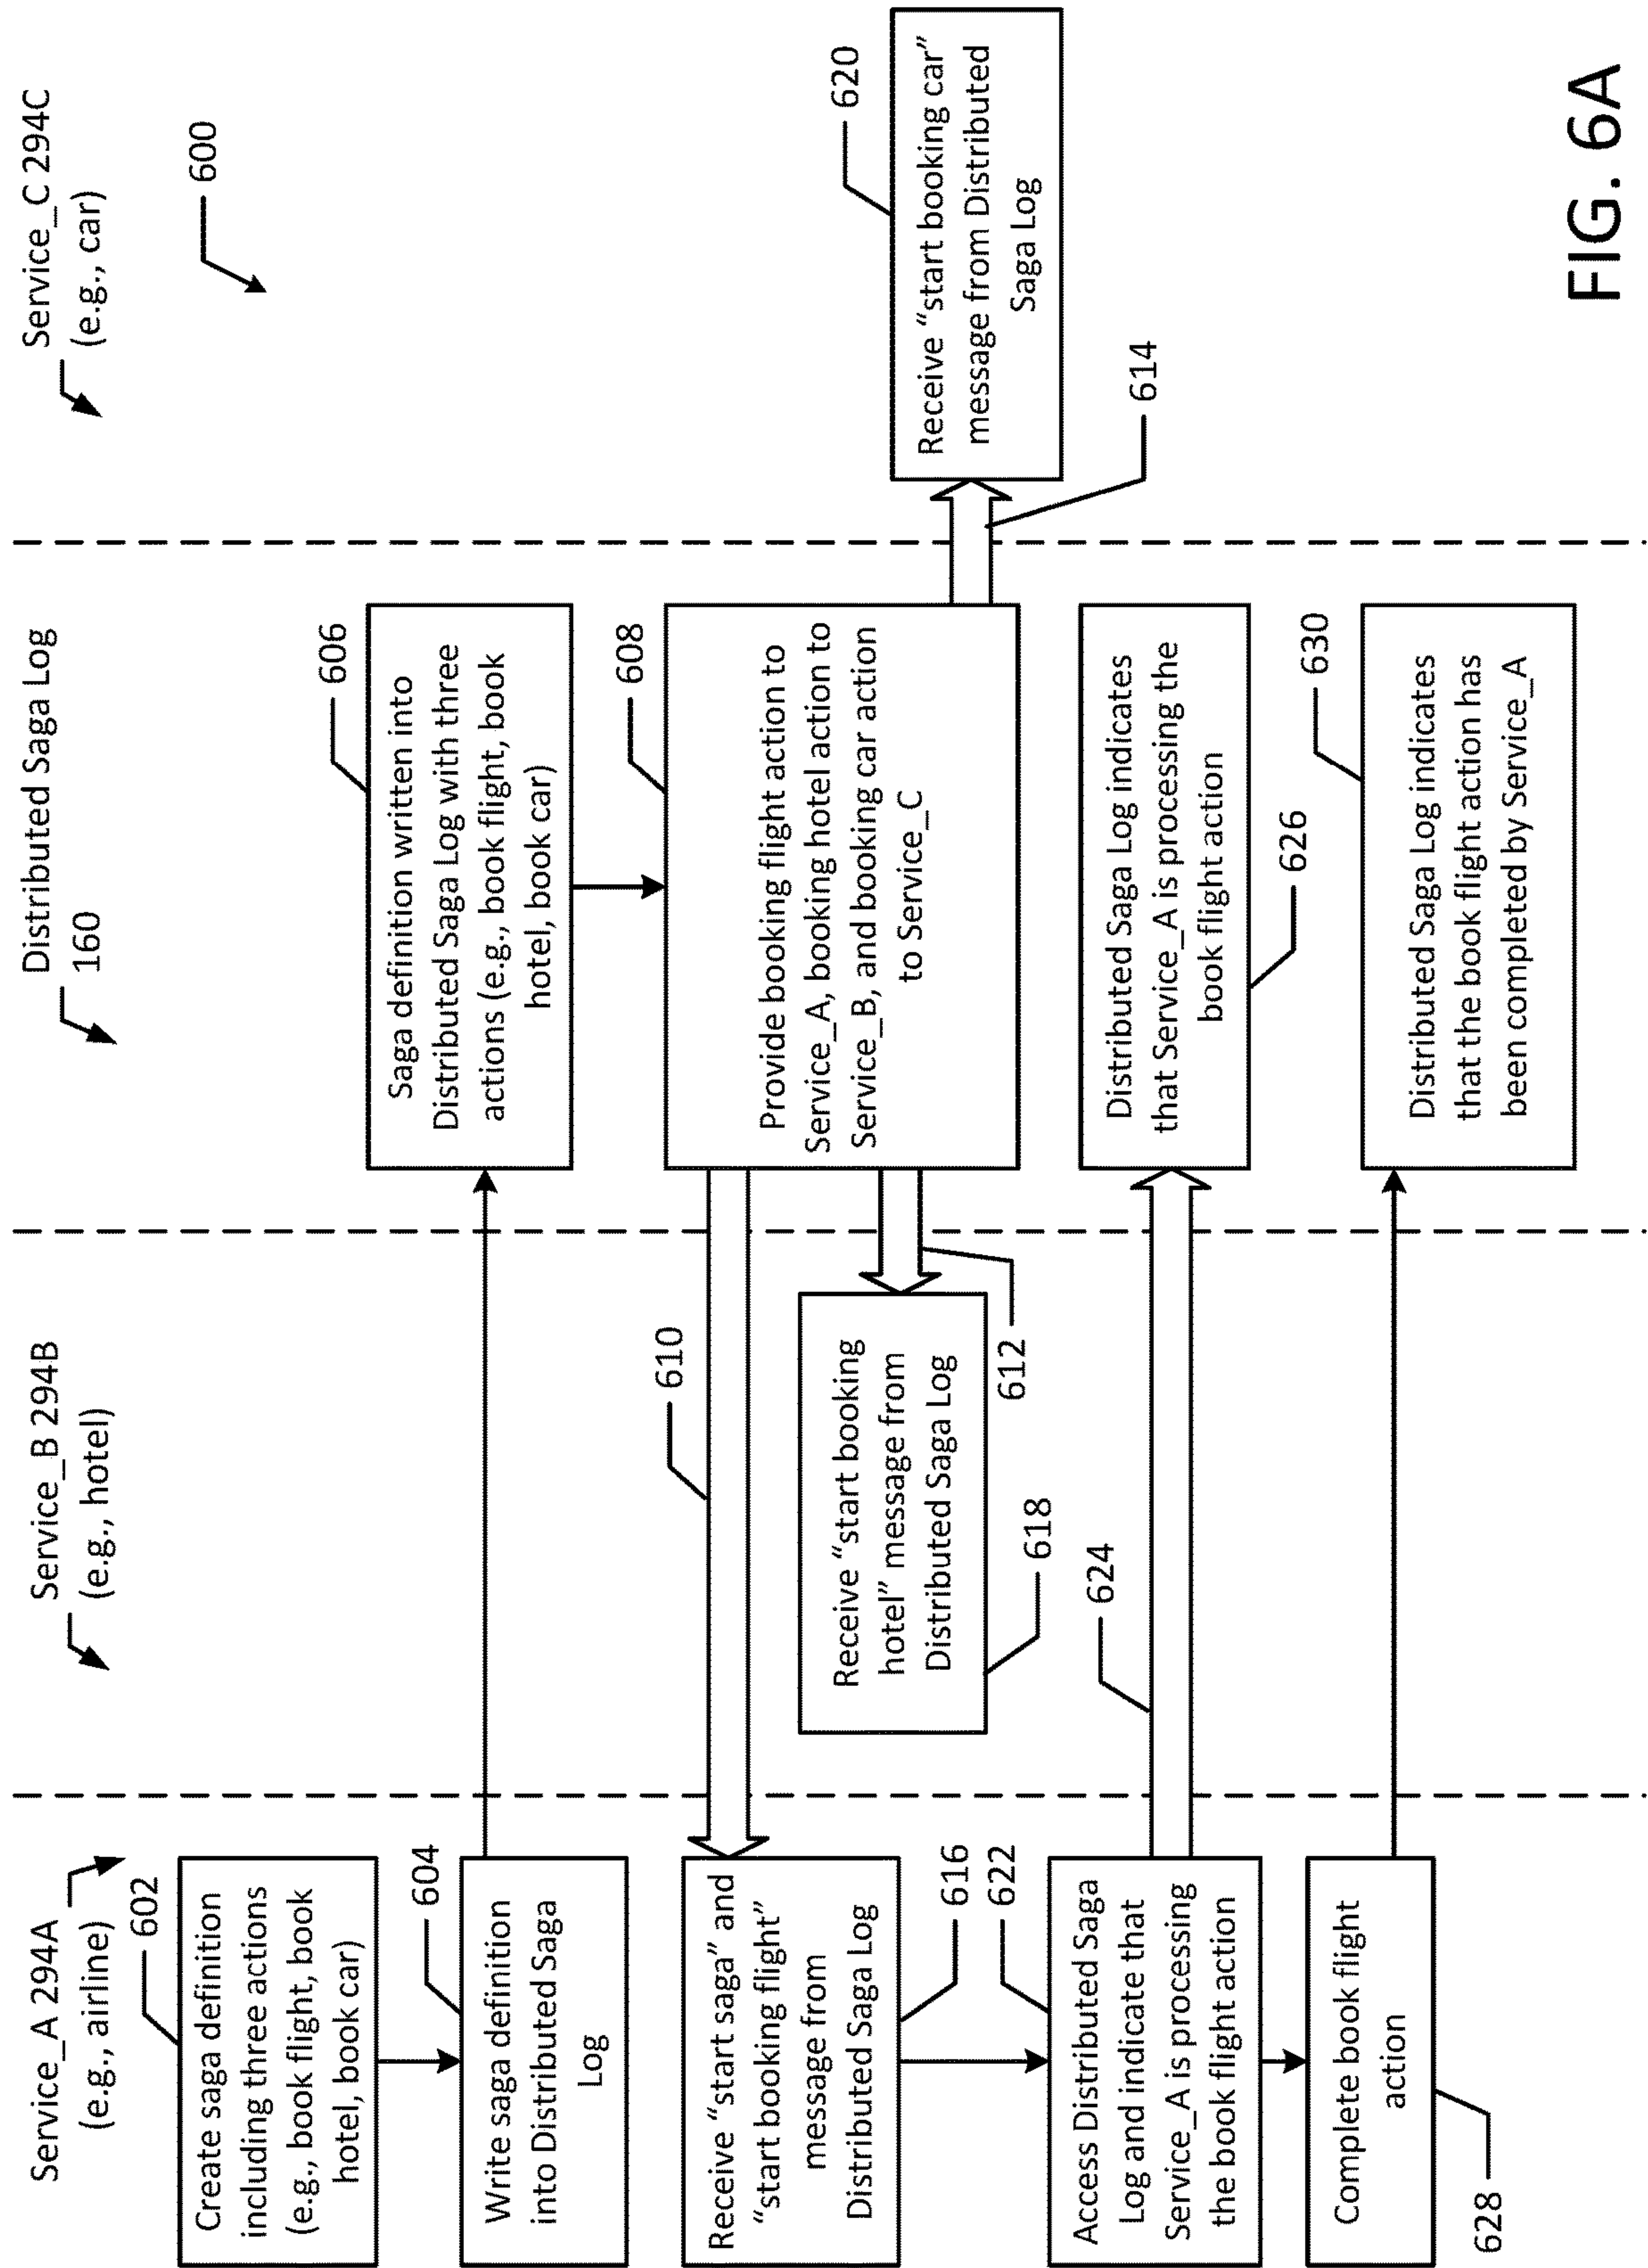 Service_A 294A
(e.g., airline)
Service_B 294B
(e.g., hotel)
Distributed Saga Log
160
Service_C 294C
(e.g., car)
600
602
Create saga definition
including three actions
(e.g., book flight, book
hotel, book car)
604
Write saga definition
into Distributed Saga
Log
606
Saga definition written into
Distributed Saga Log with three
actions (e.g., book flight, book
hotel, book car)
608
Provide booking flight action to
Service_A, booking hotel action to
Service_B, and booking car action
to Service_C
610
612
614
Receive “start saga” and
“start booking flight”
message from
Distributed Saga Log
616
Receive “start booking
hotel” message from
Distributed Saga Log
618
620
Receive “start booking car”
message from Distributed
Saga Log
622
Access Distributed Saga
Log and indicate that
Service_A is processing
the book flight action
624
Distributed Saga Log indicates
that Service_A is processing the
book flight action
626
Complete book flight
action
628
630
Distributed Saga Log indicates
that the book flight action has
been completed by Service_A
FIG. 6A